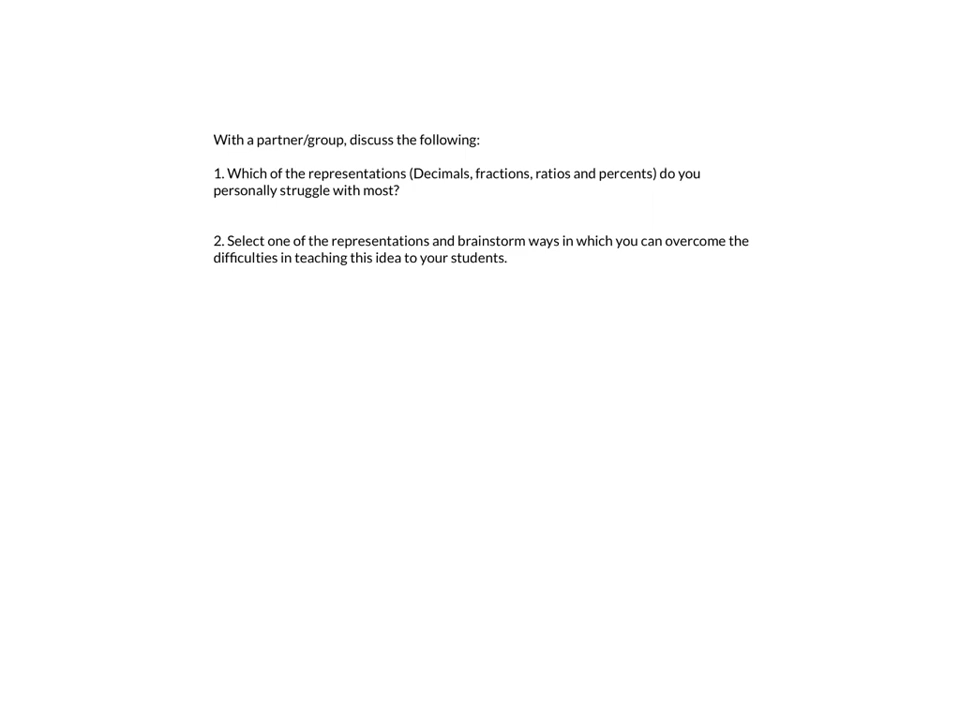 With a partner/group, discuss the following:
1. Which of the representations (Decimals, fractions, ratios and percents) do you
personally struggle with most?
2. Select one of the representations and brainstorm ways in which you can overcome the
difficulties in teaching this idea to your students.